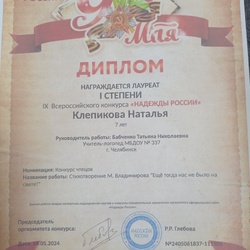 9
Мая
ДИПЛОМ
НАГРАЖДАЕТСЯ ЛАУРЕАТ
I СТЕПЕНИ
IX Всероссийского конкурса «НАДЕЖДЫ РОССИИ»
Клепикова Наталья
7 лет
Руководитель работы: Бабченко Татьяна Николаевна
Учитель-логопед МБДОУ № 337
г. Челябинск
Номинация: Конкурс чтецов
Название работы: Стихотворение М. Владимирова "Ещё тогда нас не было на
свете!"
Председатель
оргкомитета конкурса:
Р.Р. Глебова
.05.2024